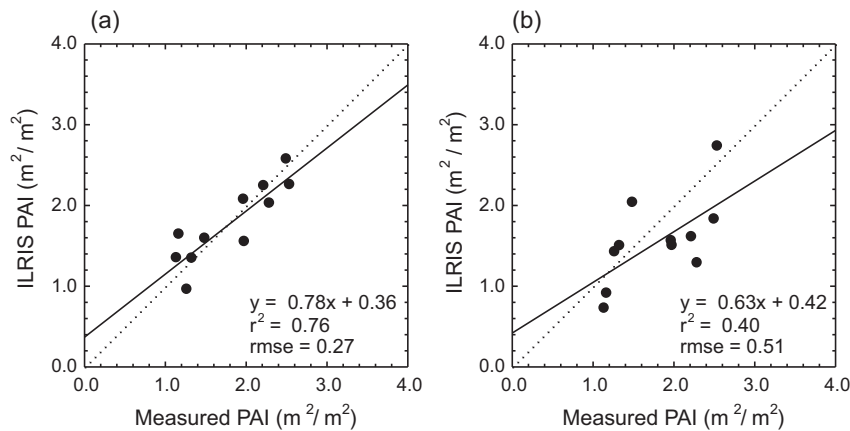 (a)
ILRIS PAI (m²/ m²)
4.0
3.0
2.0
1.0
0.0
y = 0.78x + 0.36
r² = 0.76
rmse = 0.27
0.0 1.0 2.0 3.0 4.0
Measured PAI (m²/ m²)
(b)
ILRIS PAI (m²/ m²)
4.0
3.0
2.0
1.0
0.0
y = 0.63x + 0.42
r² = 0.40
rmse = 0.51
0.0 1.0 2.0 3.0 4.0
Measured PAI (m²/ m²)